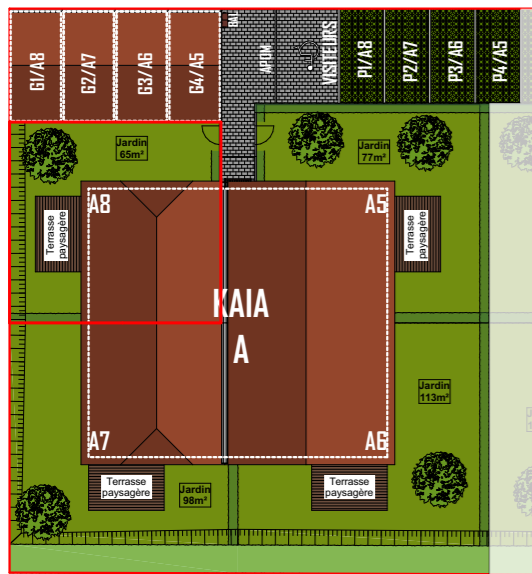 G1/A8
G2/A7
G3/A6
G4/A5
BAL
APDM
VISITEURS
P1/A8
P2/A7
P3/A6
P4/A5
Jardin
65m²
Jardin
77m²
A8
A5
Terrasse
paysagère
Terrasse
paysagère
KAIA
A
Jardin
113m²
A7
A6
Terrasse
paysagère
Jardin
98m²
Terrasse
paysagère